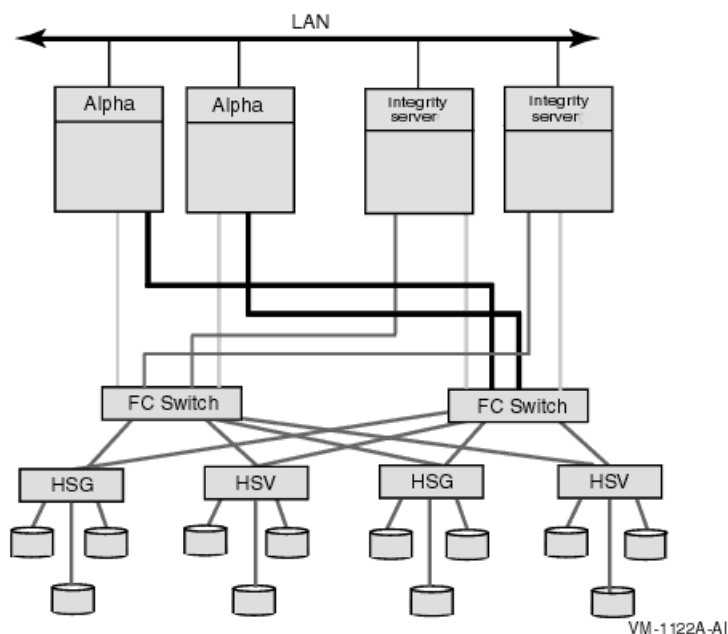 LAN
Alpha
Alpha
Integrity
server
Integrity
server
FC Switch
FC Switch
HSG
HSV
HSG
HSV
VM-1122A-AI